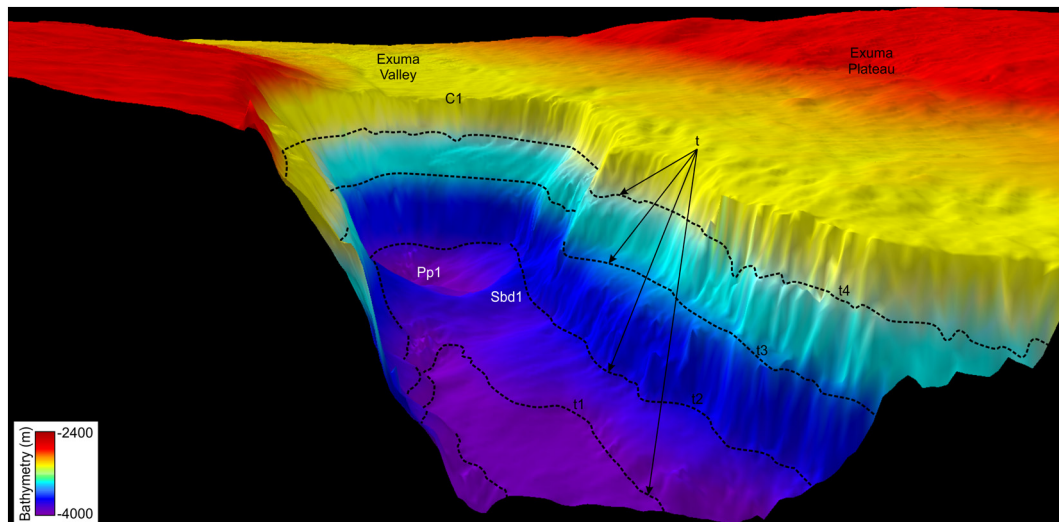 Exuma
Valley
Exuma
Plateau
C1
t
Pp1
Sbd1
t4
t3
t2
t1
Bathymetry (m)
-2400
-4000